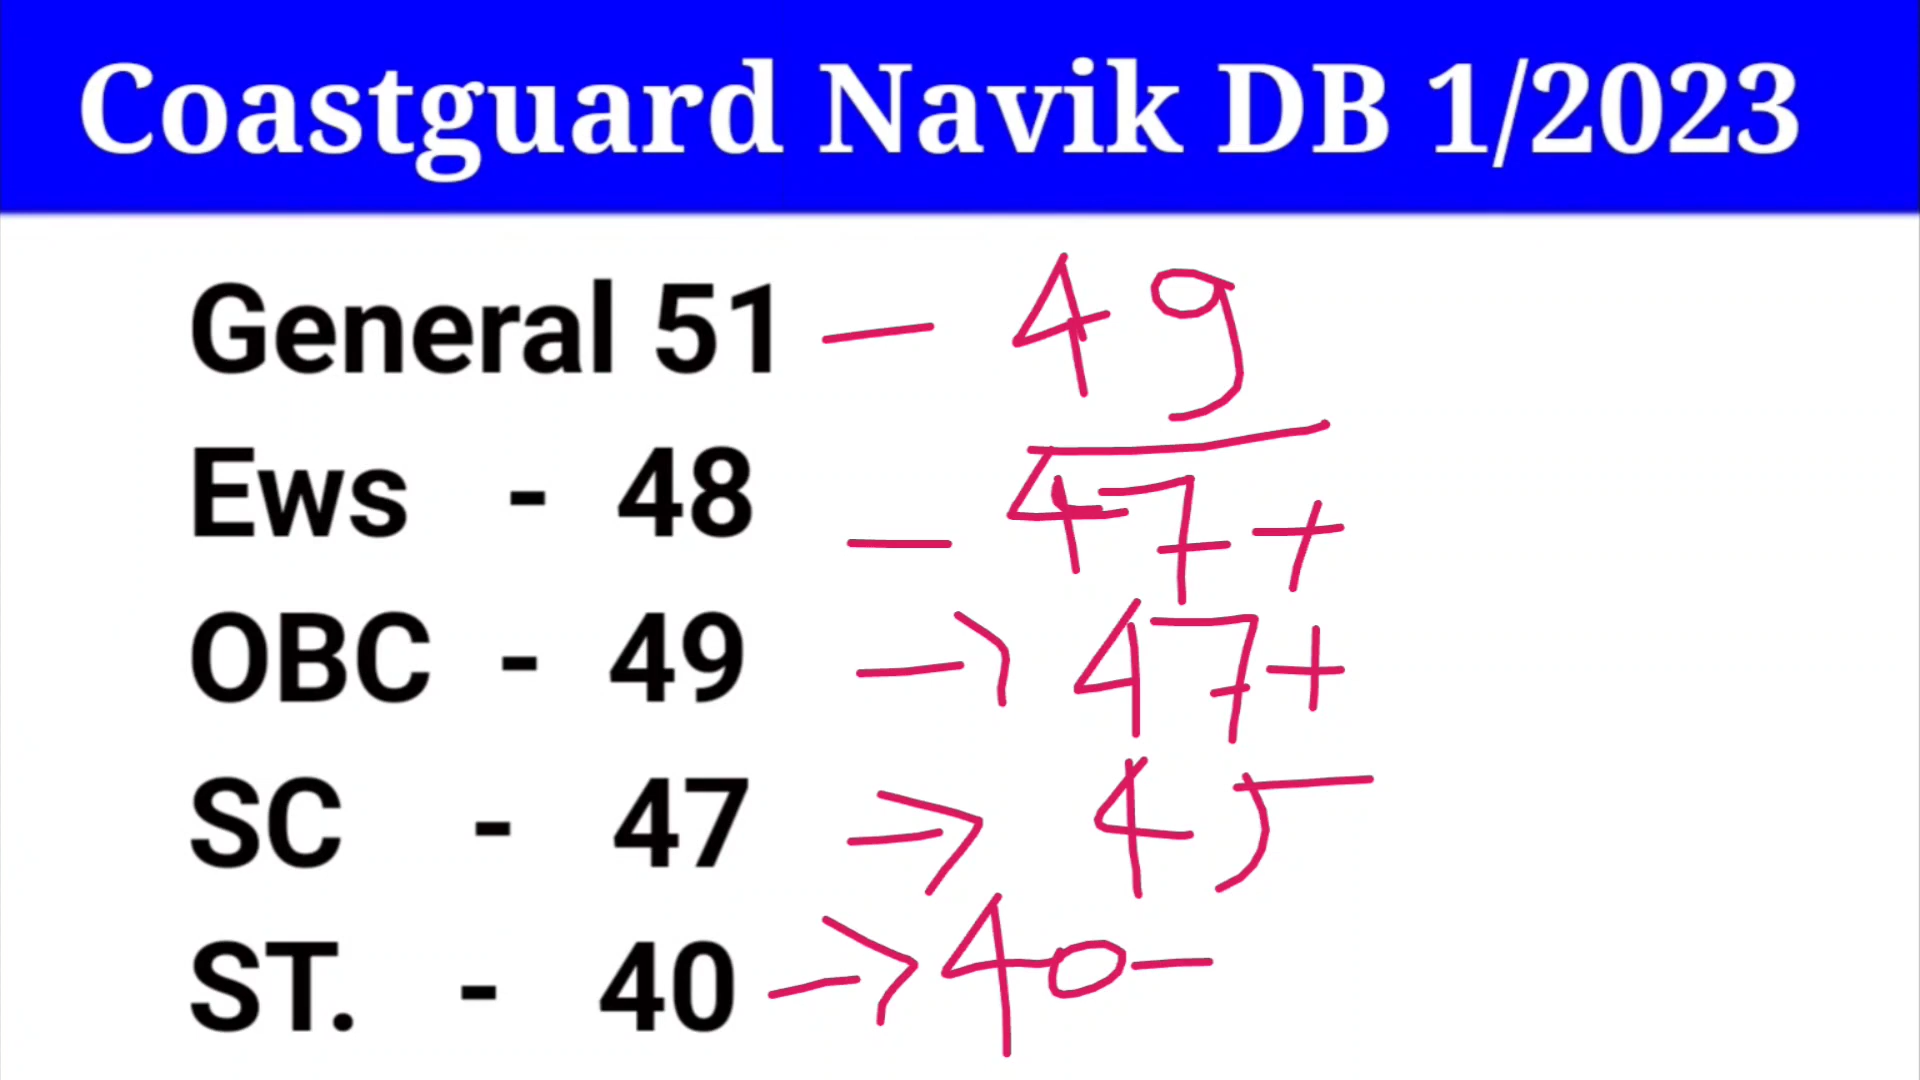 Coastguard Navik DB 1/2023
General 51 — 49
Ews - 48 — 47+
OBC - 49 → 47+
SC - 47 → 45
ST. - 40 → 40-